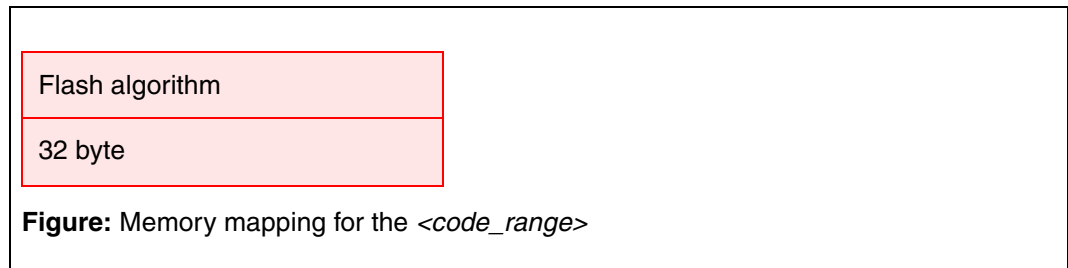 Flash algorithm
32 byte
Figure: Memory mapping for the <code_range>